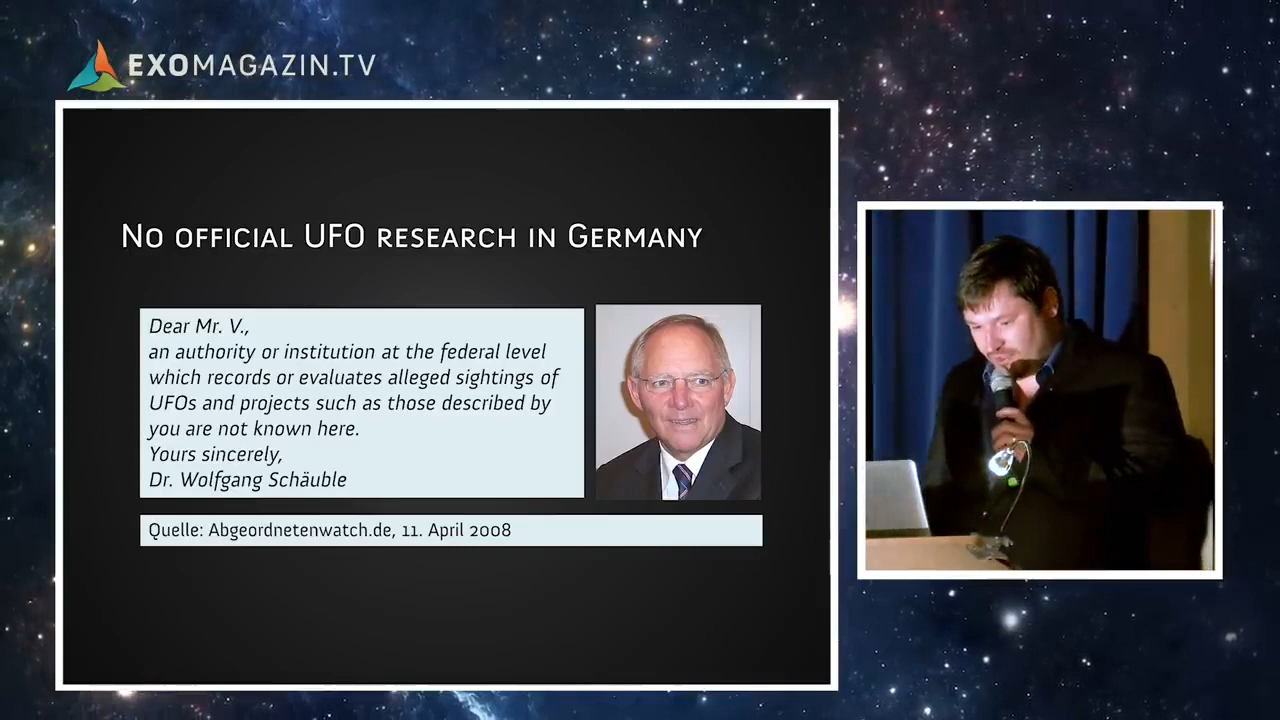 EXOMAGAZIN.TV
No official UFO research in Germany
Dear Mr. V.,
an authority or institution at the federal level
which records or evaluates alleged sightings of
UFOs and projects such as those described by
you are not known here.
Yours sincerely,
Dr. Wolfgang Schäuble
Quelle: Abgeordnetenwatch.de, 11. April 2008